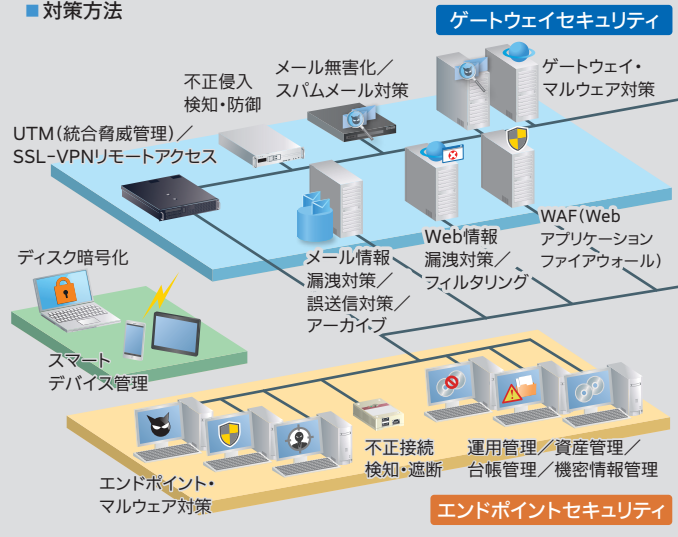 ■対策方法
ゲートウェイセキュリティ
メール無害化／
スパムメール対策
ゲートウェイ・
マルウェア対策
不正侵入
検知・防御
UTM（統合脅威管理）／
SSL-VPNリモートアクセス
WAF（Web
アプリケーション
ファイアウォール）
Web情報
漏洩対策／
フィルタリング
メール情報
漏洩対策／
誤送信対策／
アーカイブ
ディスク暗号化
スマート
デバイス管理
不正接続
検知・遮断
運用管理／資産管理／
台帳管理／機密情報管理
エンドポイント・
マルウェア対策
エンドポイントセキュリティ